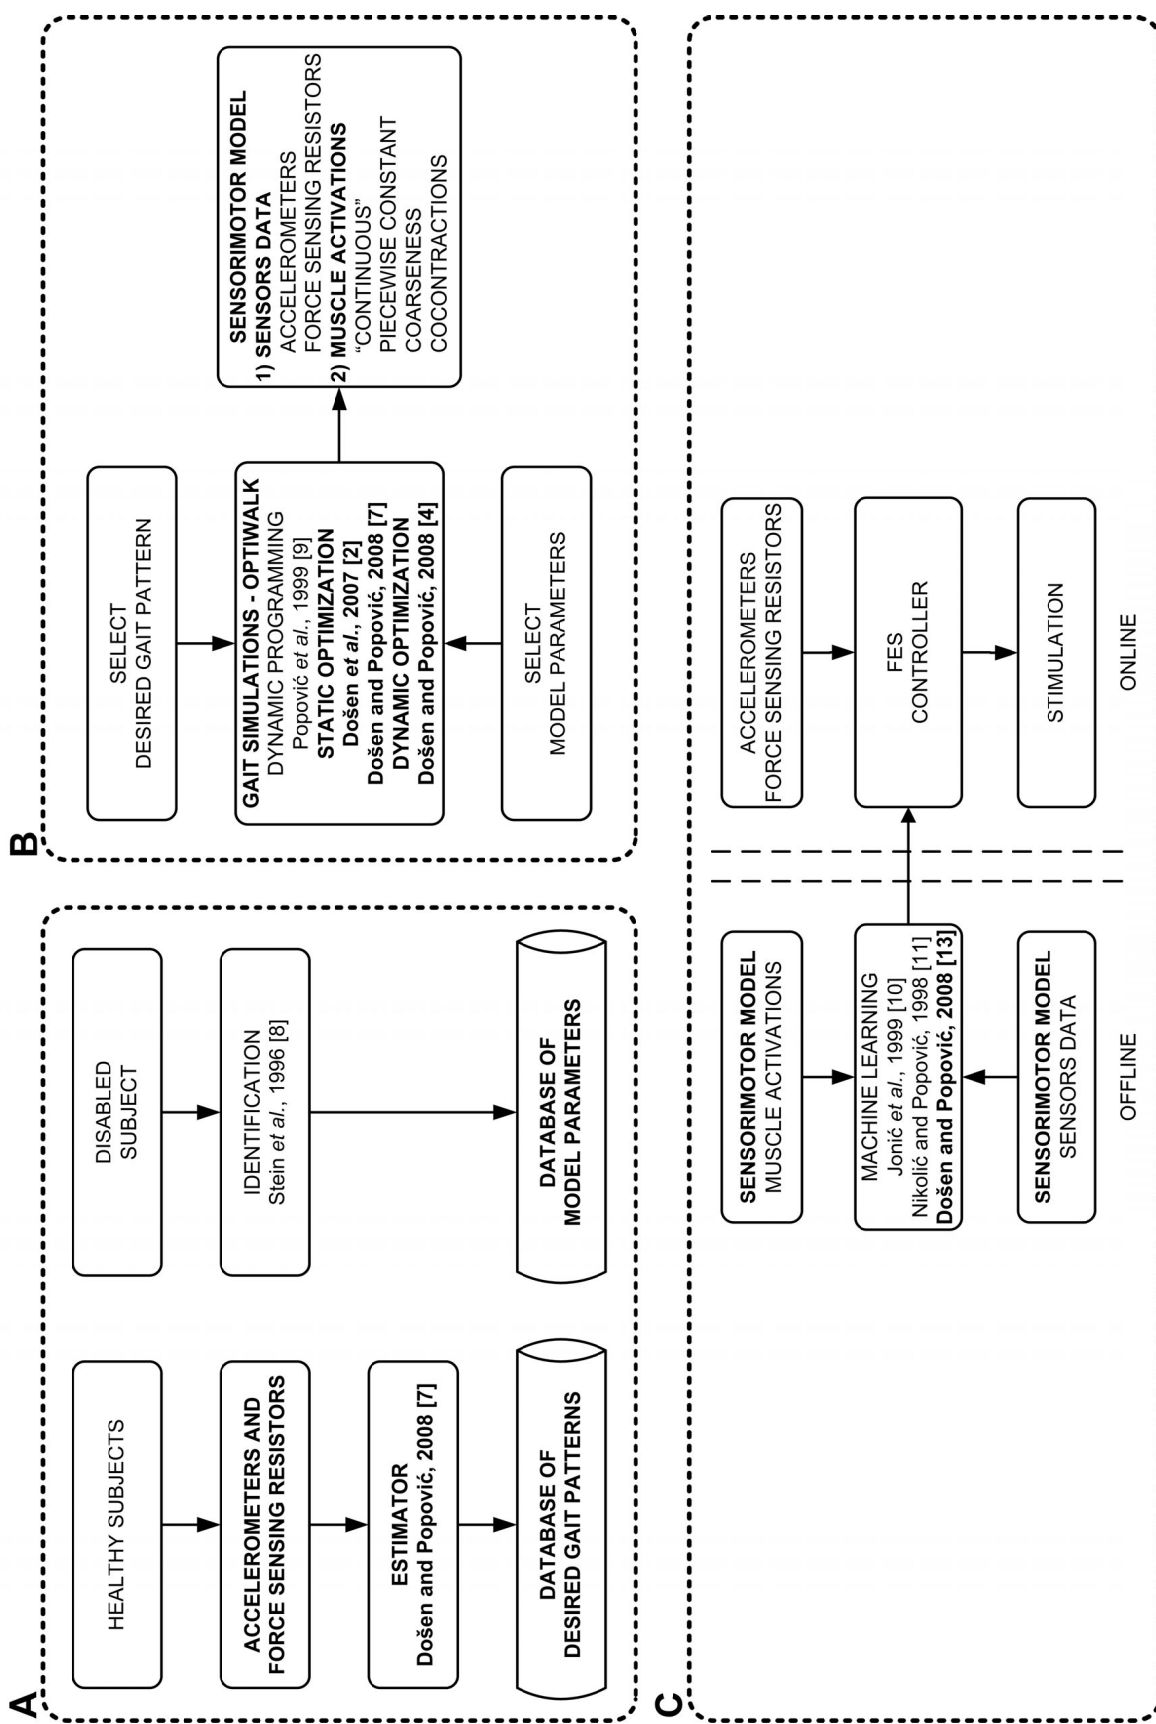 A
HEALTHY SUBJECTS
ACCELEROMETERS AND
FORCE SENSING RESISTORS
ESTIMATOR
Došen and Popović, 2008 [7]
DATABASE OF
DESIRED GAIT PATTERNS
DISABLED
SUBJECT
IDENTIFICATION
Stein et al., 1996 [8]
DATABASE OF
MODEL PARAMETERS
B
SELECT
DESIRED GAIT PATTERN
GAIT SIMULATIONS - OPTIWALK
DYNAMIC PROGRAMMING
Popović et al., 1999 [9]
STATIC OPTIMIZATION
Došen et al., 2007 [2]
Došen and Popović, 2008 [7]
DYNAMIC OPTIMIZATION
Došen and Popović, 2008 [4]
SELECT
MODEL PARAMETERS
SENSORIMOTOR MODEL
1) SENSORS DATA
ACCELEROMETERS
FORCE SENSING RESISTORS
2) MUSCLE ACTIVATIONS
“CONTINUOUS”
PIECEWISE CONSTANT
COARSENESS
COCONTRACTIONS
C
SENSORIMOTOR MODEL
MUSCLE ACTIVATIONS
MACHINE LEARNING
Jonić et al., 1999 [10]
Nikolić and Popović, 1998 [11]
Došen and Popović, 2008 [13]
SENSORIMOTOR MODEL
SENSORS DATA
OFFLINE
ACCELEROMETERS
FORCE SENSING RESISTORS
FES
CONTROLLER
STIMULATION
ONLINE